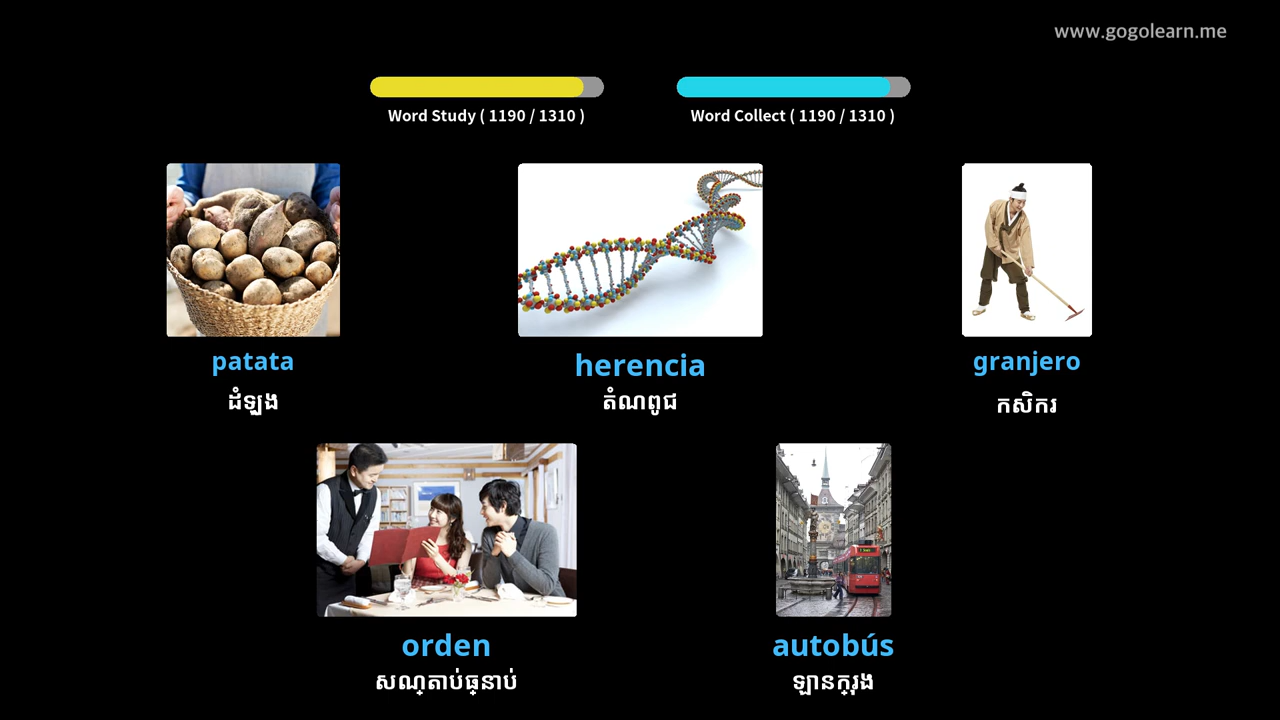 www.gogolearn.me
Word Study ( 1190 / 1310 )
Word Collect ( 1190 / 1310 )
patata
ដំឡូង
herencia
តំណពូជ
granjero
កសិករ
orden
សណ្តាប់ធ្នាប់
autobús
ឡានក្រុង